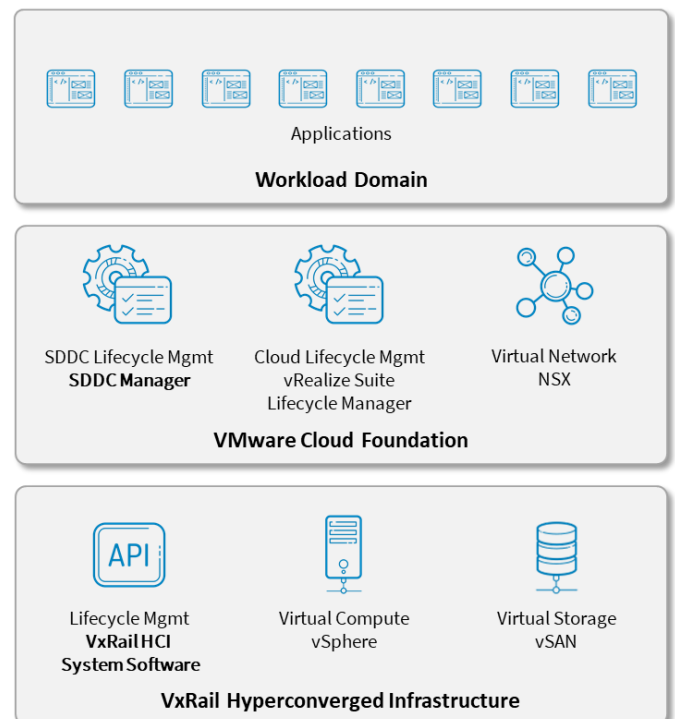 Applications
Workload Domain
SDDC Lifecycle Mgmt
SDDC Manager
Cloud Lifecycle Mgmt
vRealize Suite
Lifecycle Manager
Virtual Network
NSX
VMware Cloud Foundation
API
Lifecycle Mgmt
VxRail HCI
System Software
Virtual Compute
vSphere
Virtual Storage
vSAN
VxRail Hyperconverged Infrastructure